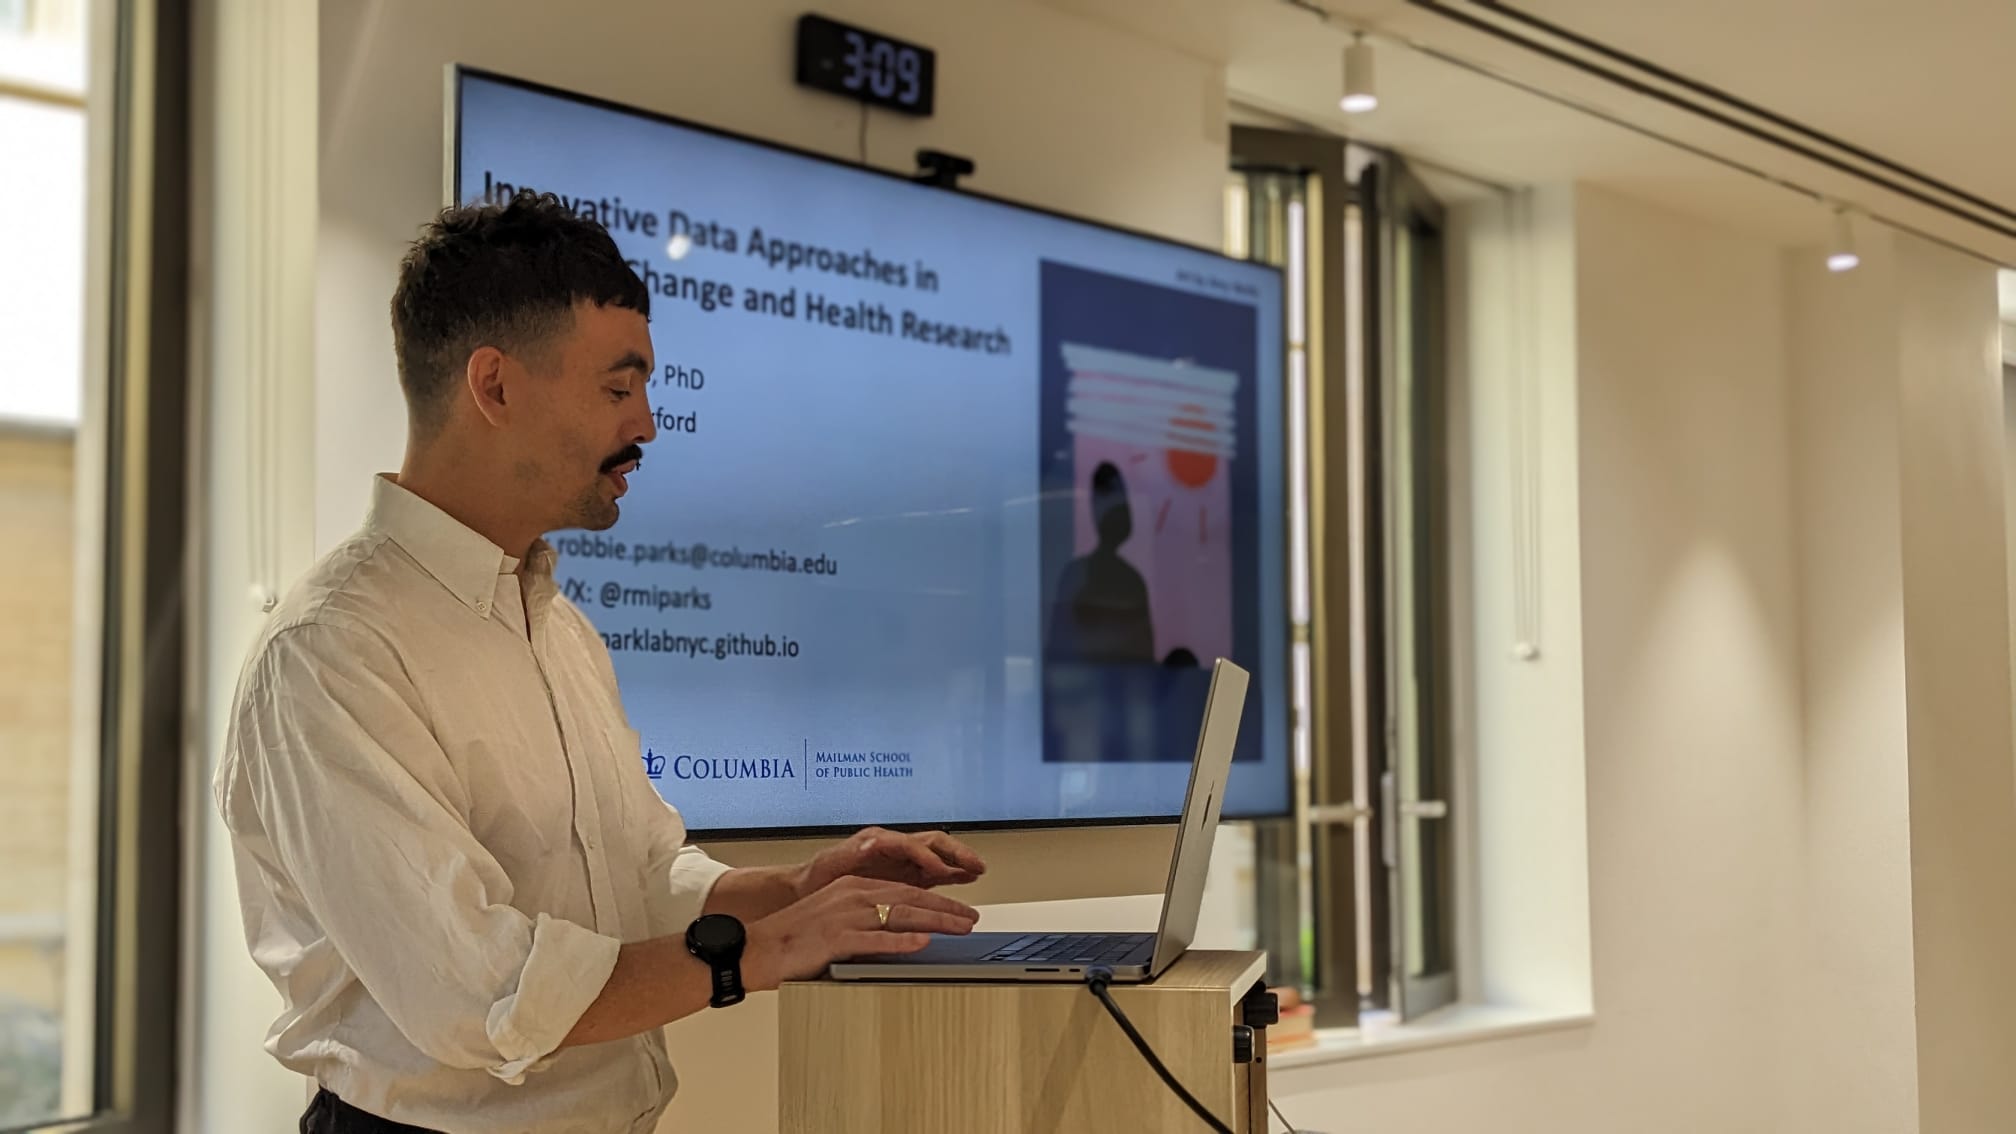 3:09
Innovative Data Approaches in
Change and Health Research
, PhD
ford
robbie.parks@columbia.edu
/X: @rmiparks
parklabnyc.github.io
COLUMBIA
MAILMAN SCHOOL
OF PUBLIC HEALTH